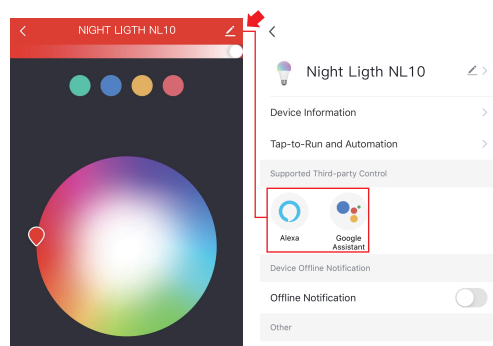 NIGHT LIGTH NL10
Night Ligth NL10
Device Information
Tap-to-Run and Automation
Supported Third-party Control
Alexa
Google
Assistant
Device Offline Notification
Offline Notification
Other